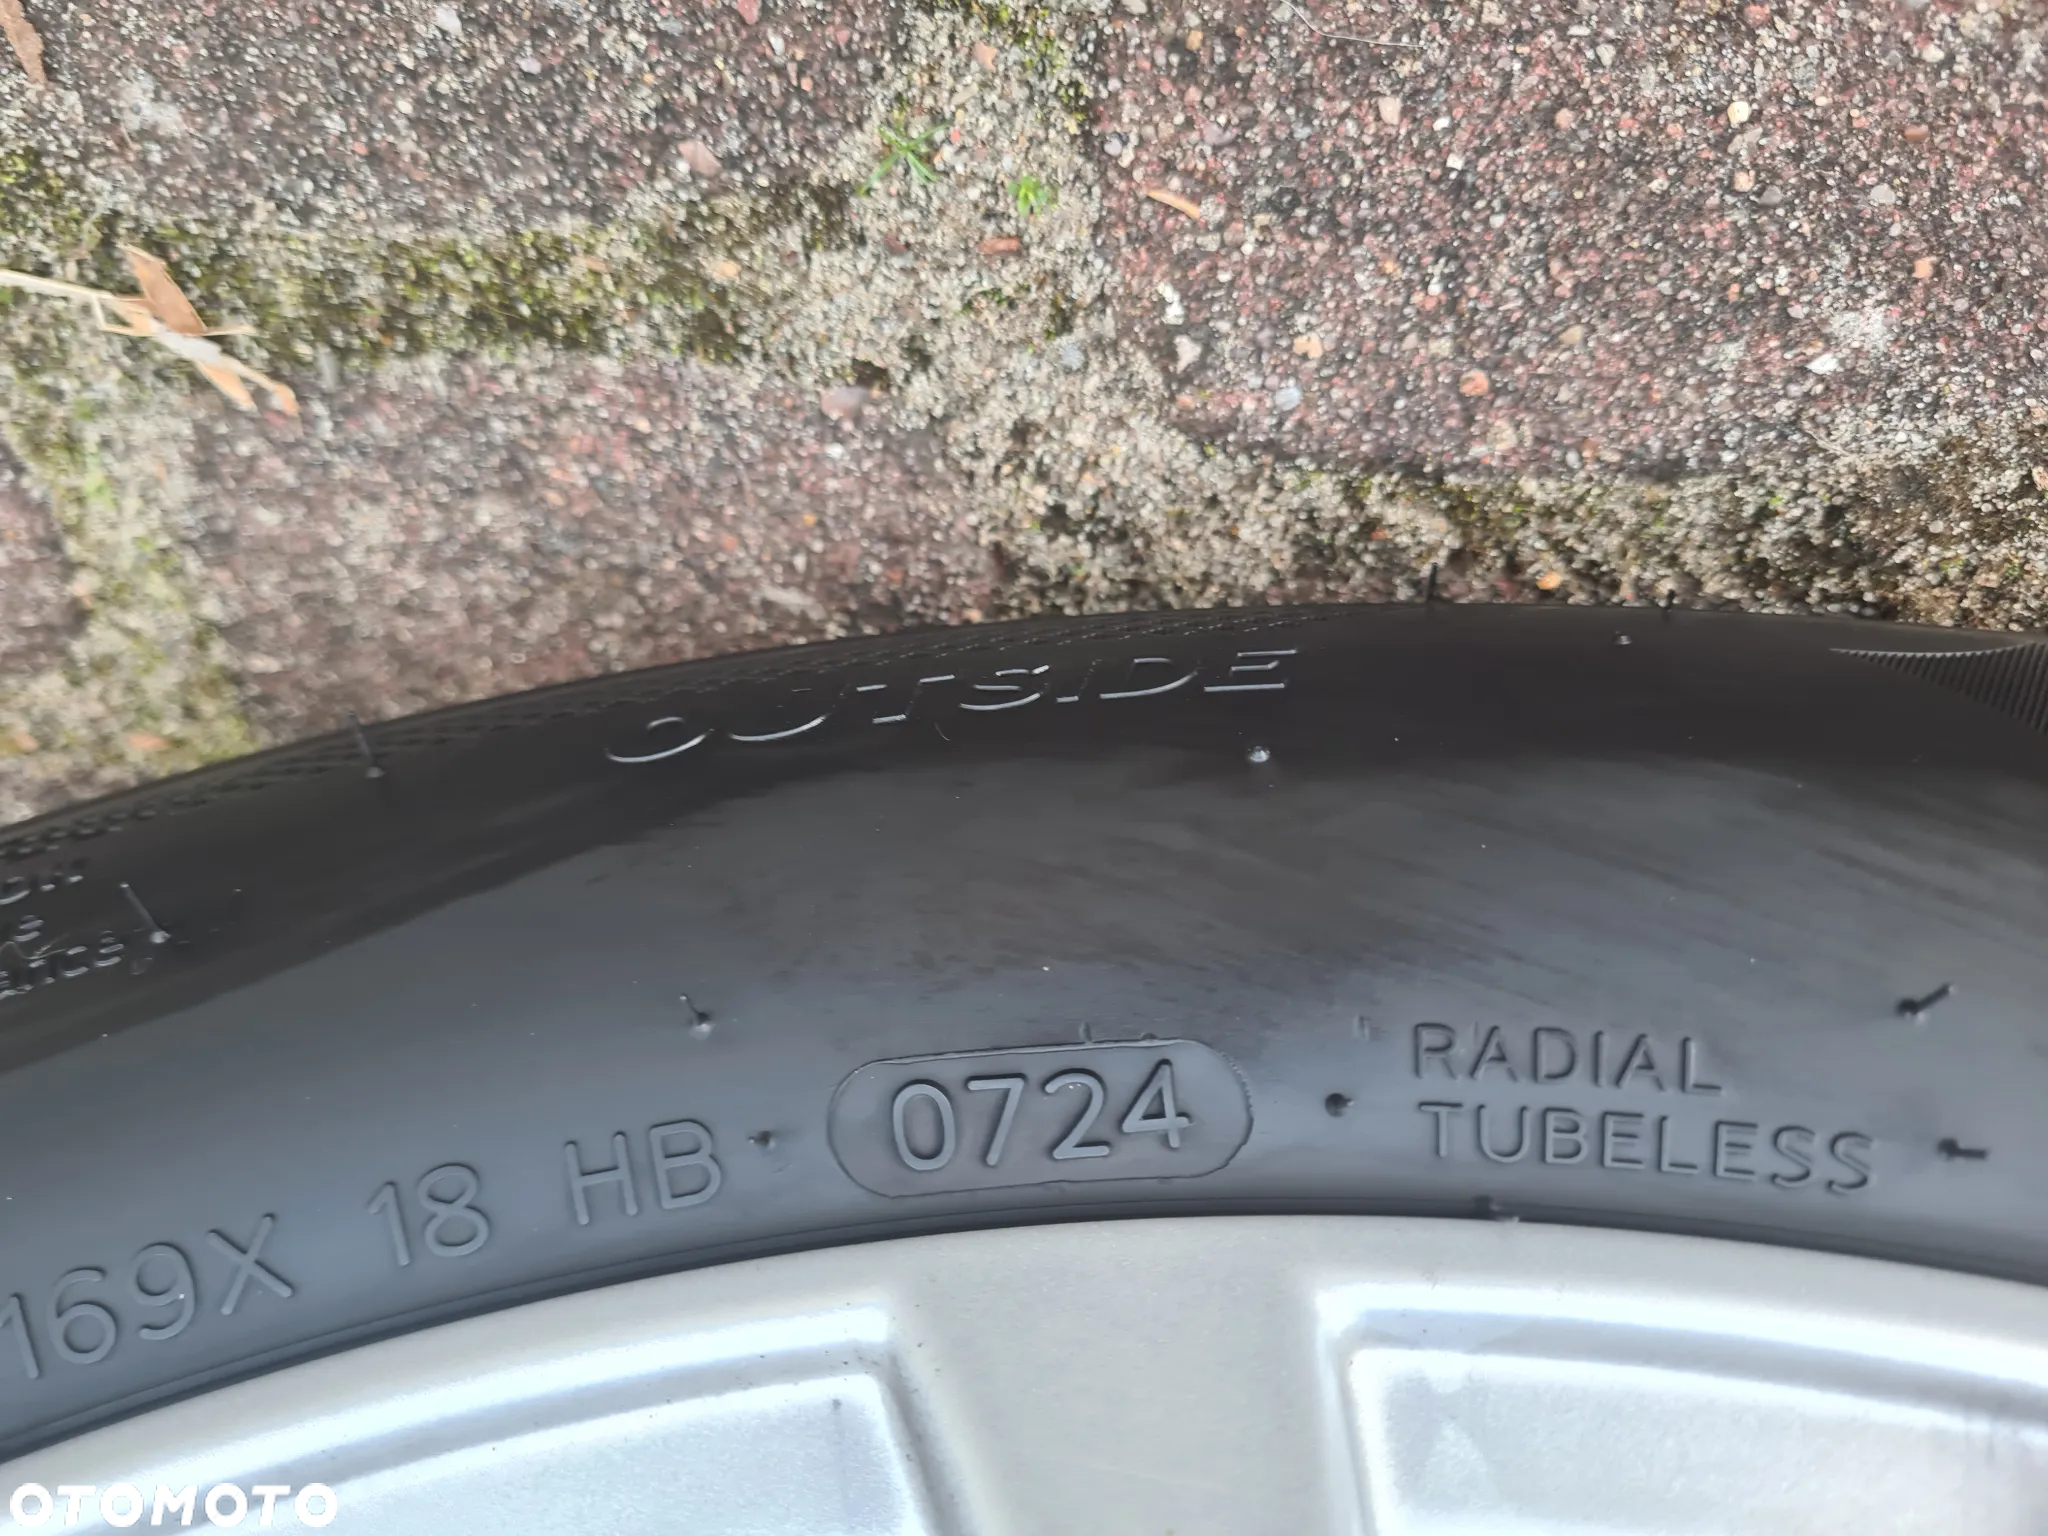 OUTSIDE
169X 18 HB 0724
RADIAL
TUBELESS
OTOMOTO